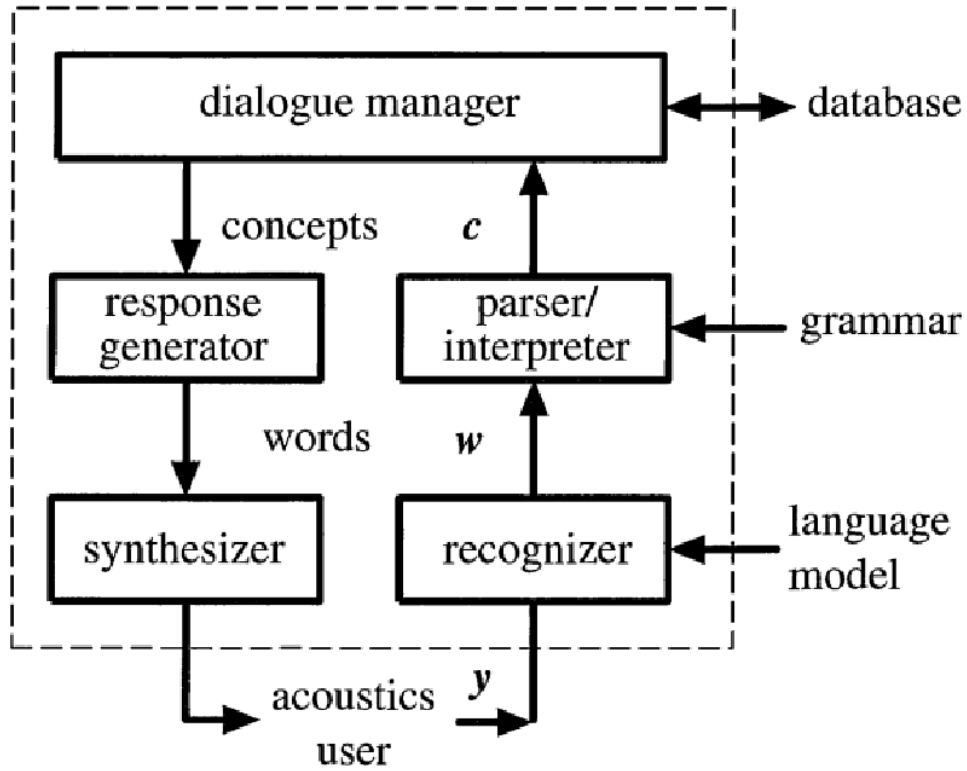 dialogue manager
database
concepts
c
response
generator
parser/
interpreter
grammar
words
w
synthesizer
recognizer
language
model
acoustics
user
y